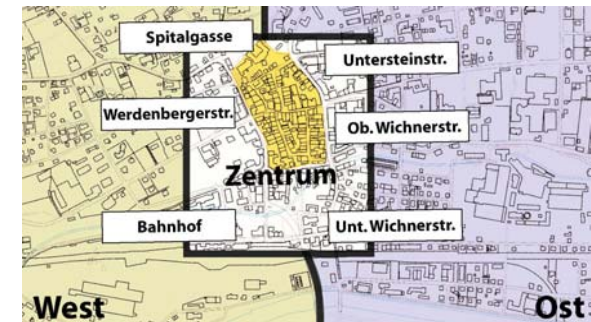 Spitalgasse
Untersteinstr.
Werdenbergerstr.
Ob. Wichnerstr.
Zentrum
Bahnhof
Unt. Wichnerstr.
West
Ost